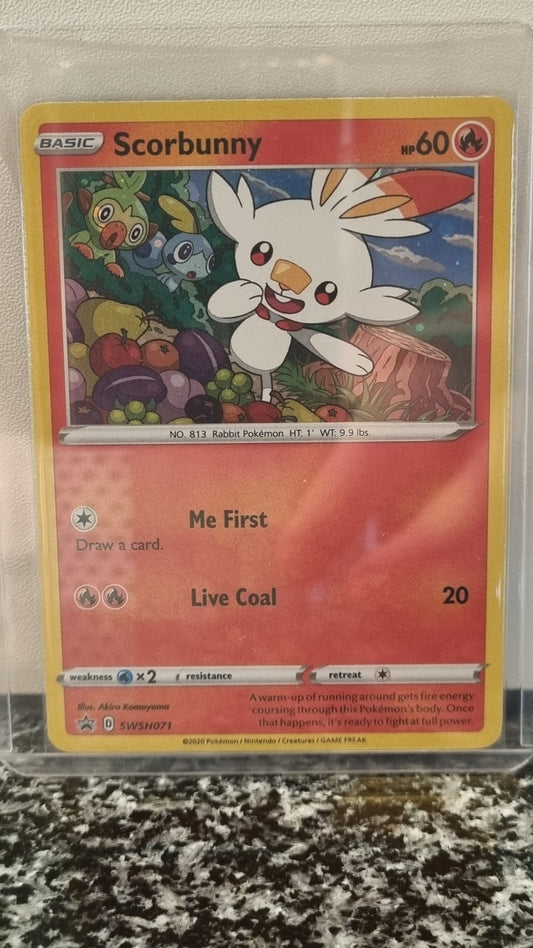 BASIC Scorbunny HP60
NO. 813 Rabbit Pokémon HT: 1' WT: 9.9 lbs.
Me First
Draw a card.
Live Coal 20
weakness ×2 resistance retreat
Illus. Akira Komayama
A warm-up of running around gets fire energy
coursing through this Pokémon's body. Once
that happens, it's ready to fight at full power.
D SWSH071
©2020 Pokémon / Nintendo / Creatures / GAME FREAK